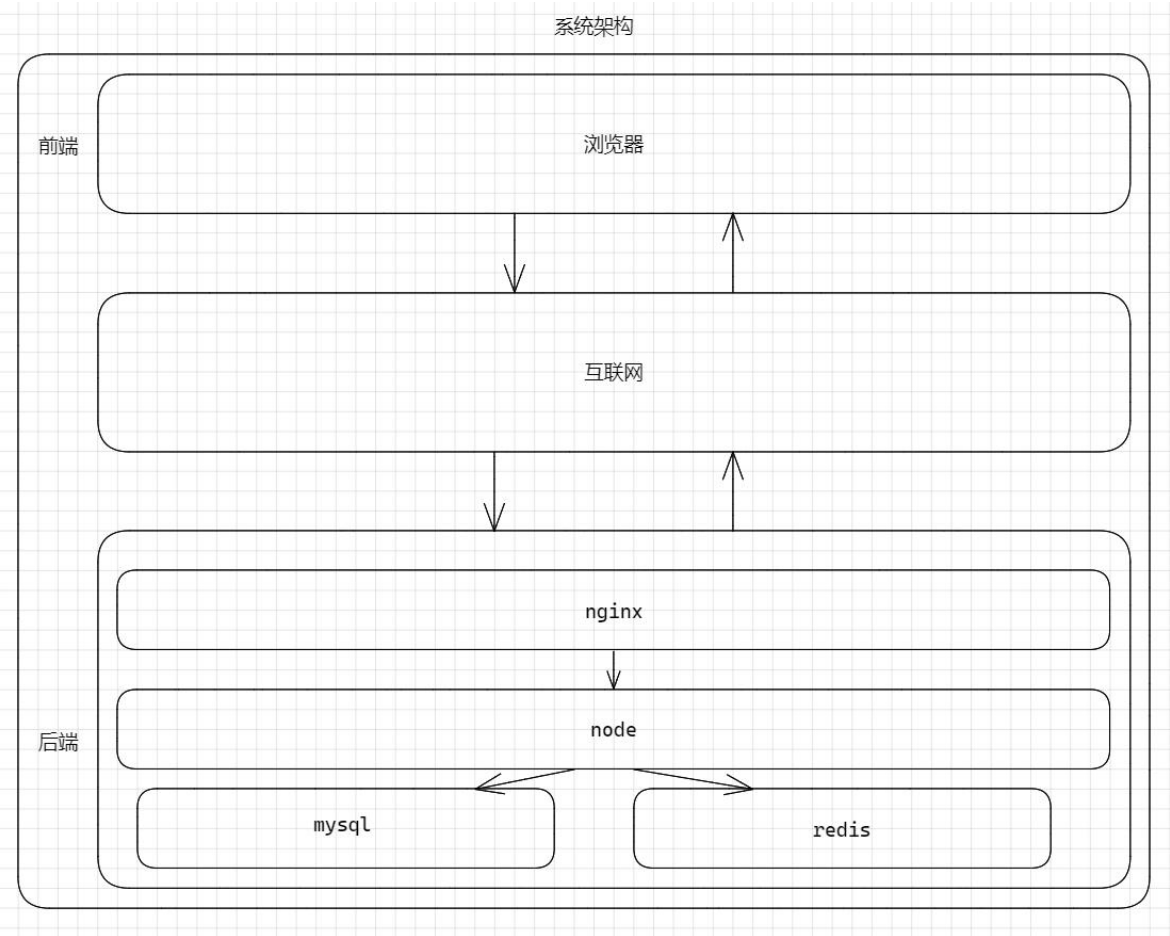 系统架构
前端
浏览器
互联网
后端
nginx
node
mysql
redis